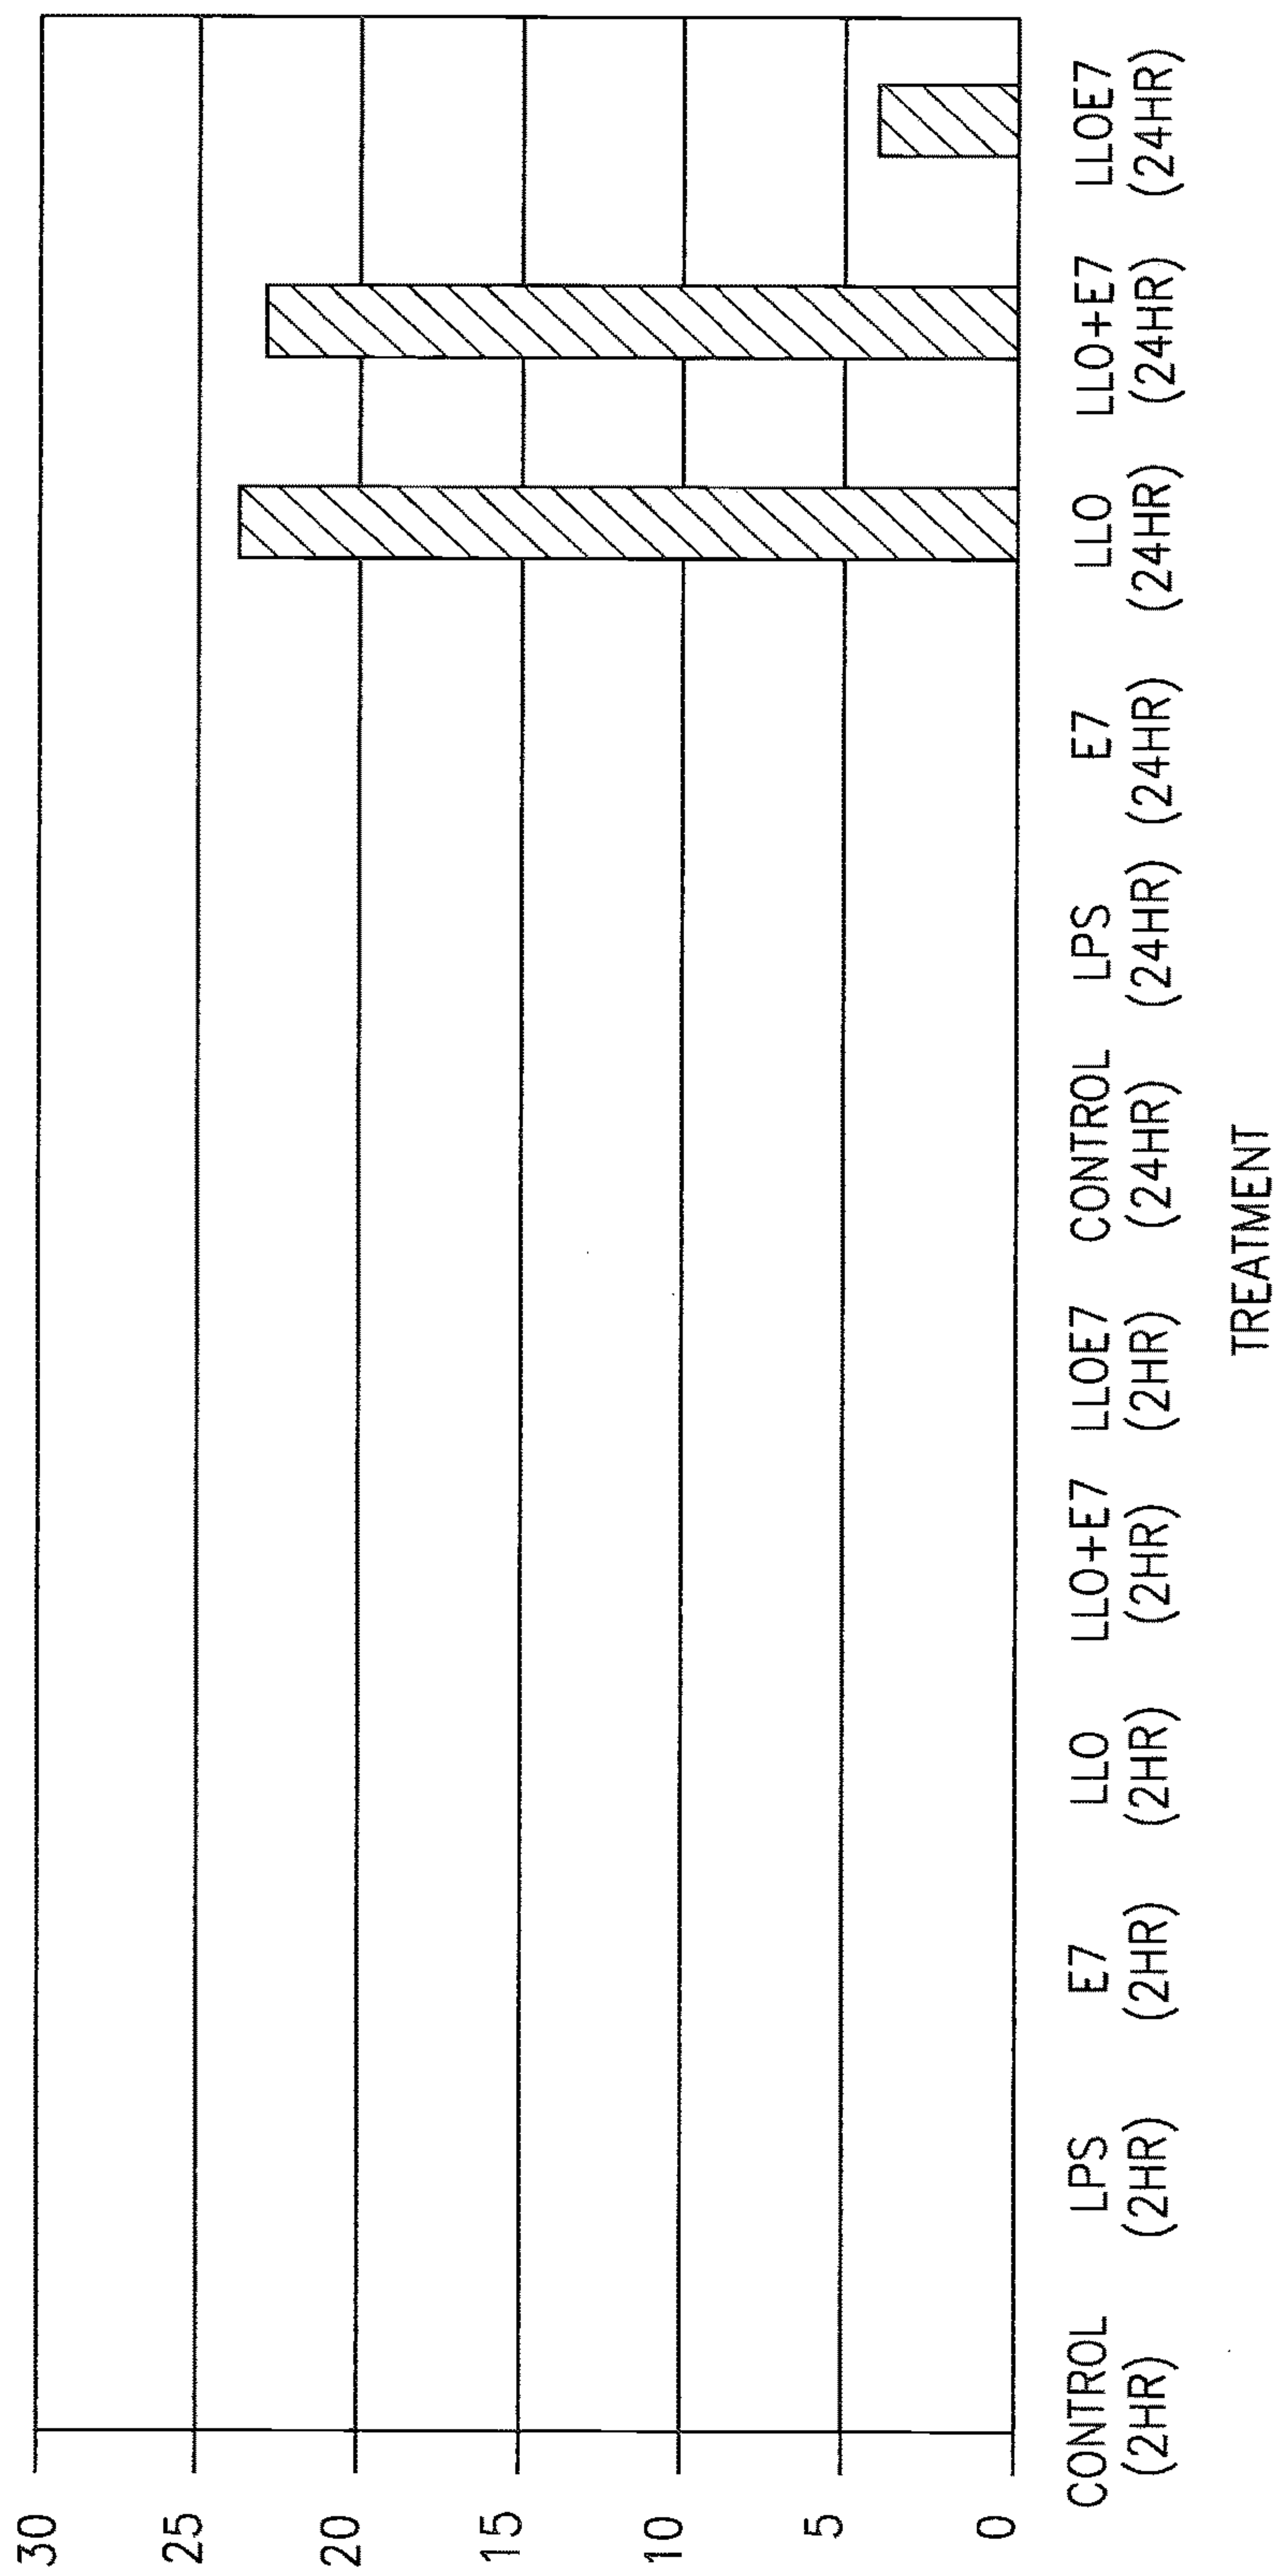 30
25
20
15
10
5
0
CONTROL LPS E7 LLO LLO+E7 LLOE7 CONTROL LPS E7 LLO LLO+E7 LLOE7
(2HR) (2HR) (2HR) (2HR) (2HR) (2HR) (24HR) (24HR) (24HR) (24HR) (24HR) (24HR)
TREATMENT